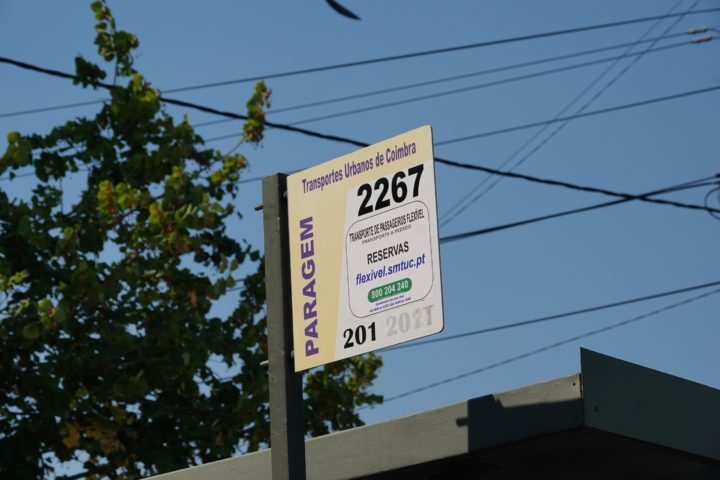 Transportes Urbanos de Coimbra
PARAGEM
2267
TRANSPORTE DE PASSAGEIROS FLEXÍVEL
TRANSPORTE A PEDIDO
RESERVAS
flexivel.smtuc.pt
800 204 240
201 202T